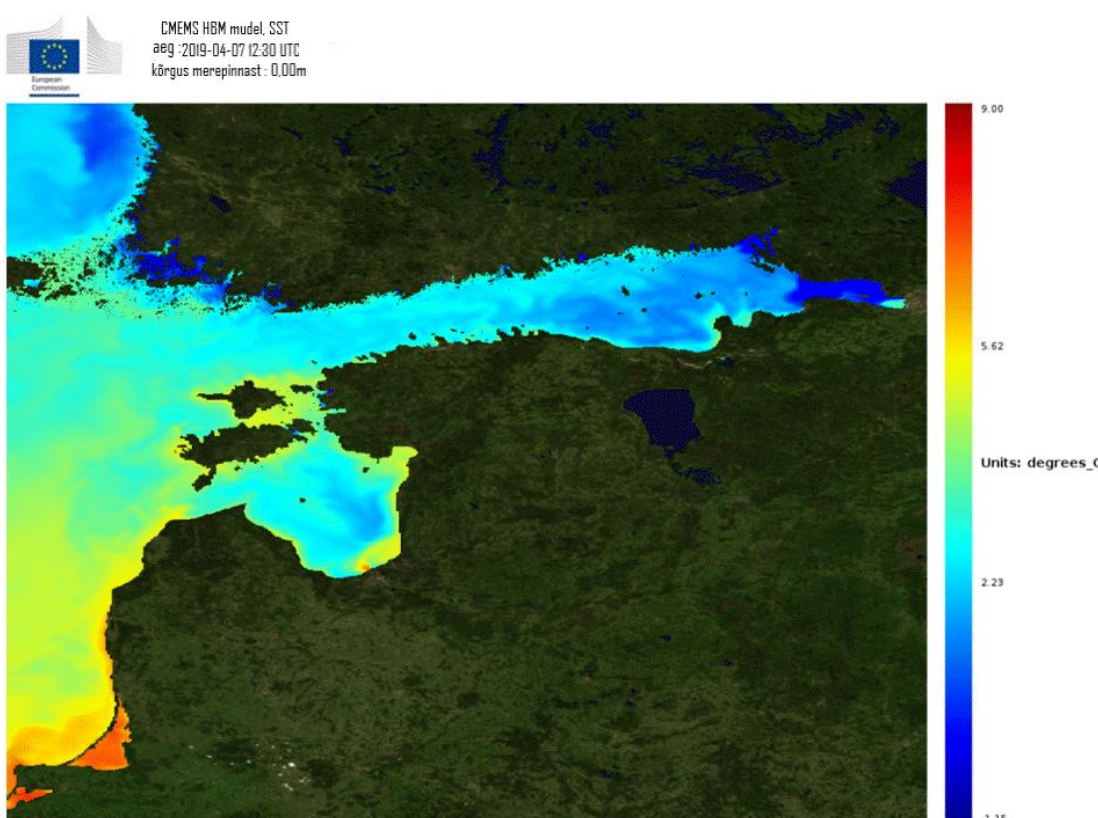 CMEMS HBM mudel, SST
aeg :2019-04-07 12:30 UTC
kõrgus merepinnast : 0,00m
European
Commission
9.00
5.62
Units: degrees_C
2.23